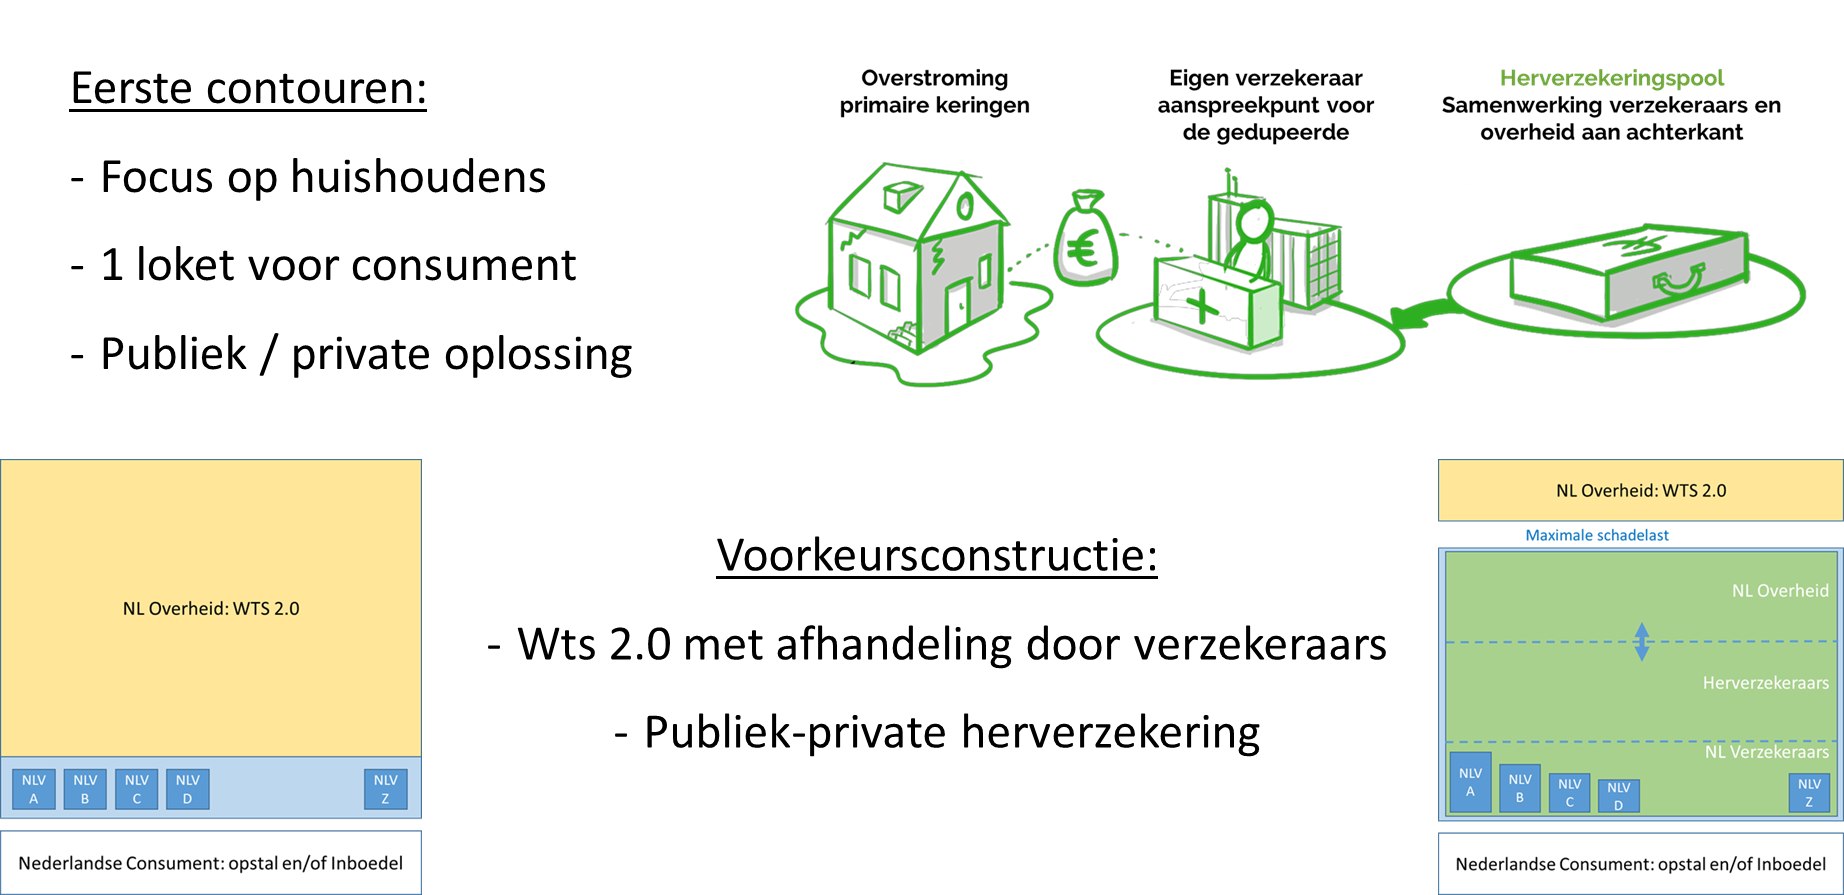 Eerste contouren:
- Focus op huishoudens
- 1 loket voor consument
- Publiek / private oplossing
Overstroming
primaire keringen
Eigen verzekeraar
aanspreekpunt voor
de gedupeerde
Herverzekeringspool
Samenwerking verzekeraars en
overheid aan achterkant
€
NL Overheid: WTS 2.0
NLV
A
NLV
B
NLV
C
NLV
D
NLV
Z
Nederlandse Consument: opstal en/of Inboedel
Voorkeursconstructie:
- Wts 2.0 met afhandeling door verzekeraars
- Publiek-private herverzekering
NL Overheid: WTS 2.0
Maximale schadelast
NL Overheid
Herverzekeraars
NL Verzekeraars
NLV
A
NLV
B
NLV
C
NLV
D
NLV
Z
Nederlandse Consument: opstal en/of Inboedel